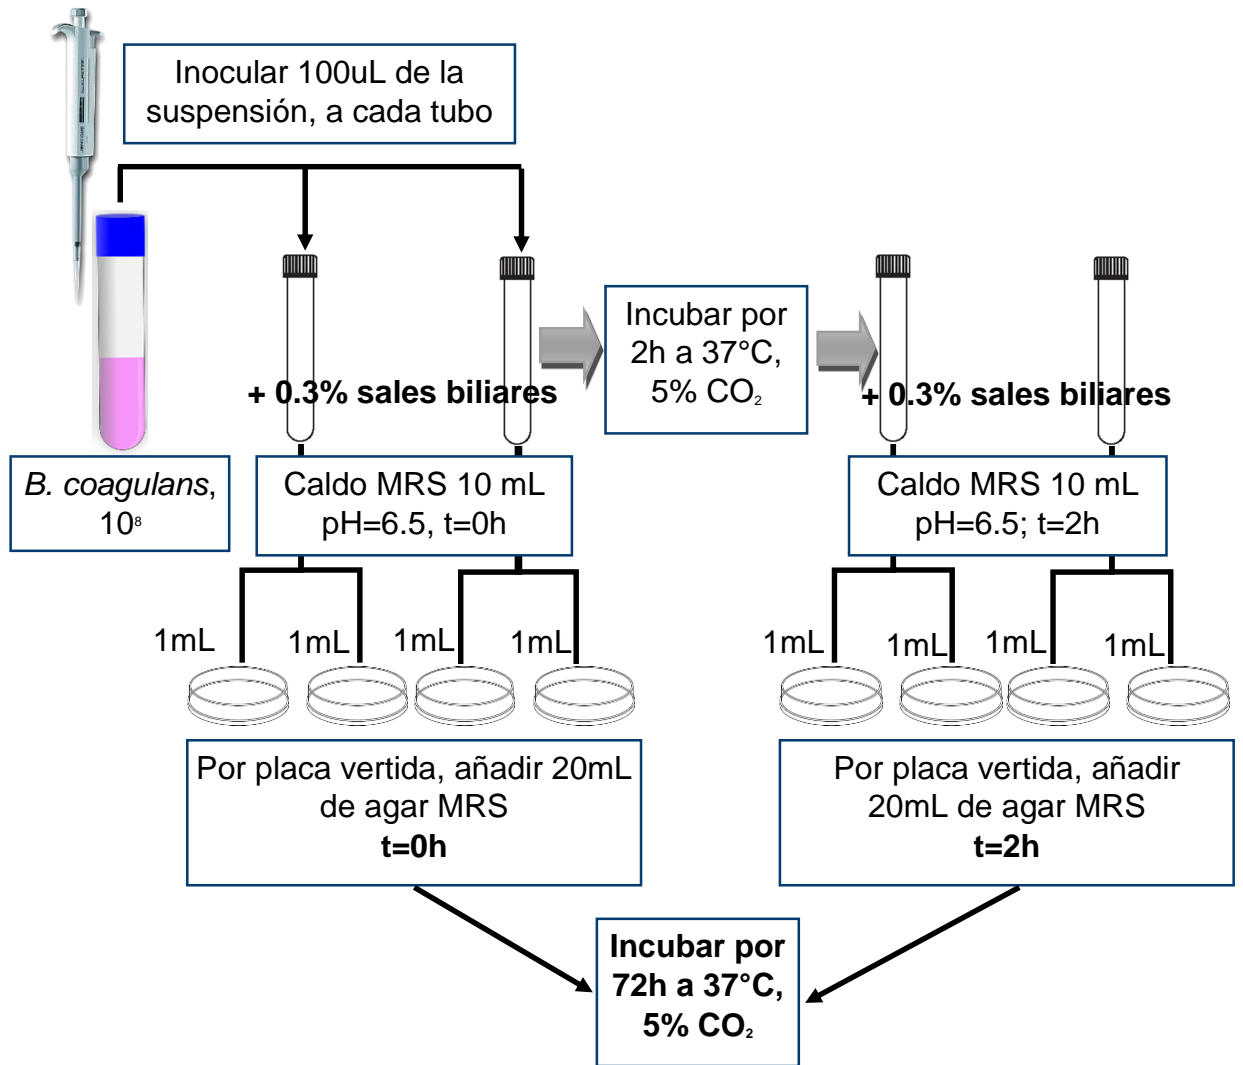 Inocular 100uL de la
suspensión, a cada tubo
Incubar por
2h a 37°C,
5% CO₂
+ 0.3% sales biliares
+ 0.3% sales biliares
B. coagulans,
10⁸
Caldo MRS 10 mL
pH=6.5, t=0h
Caldo MRS 10 mL
pH=6.5; t=2h
1mL
1mL
1mL
1mL
1mL
1mL
1mL
1mL
Por placa vertida, añadir 20mL
de agar MRS
t=0h
Por placa vertida, añadir
20mL de agar MRS
t=2h
Incubar por
72h a 37°C,
5% CO₂